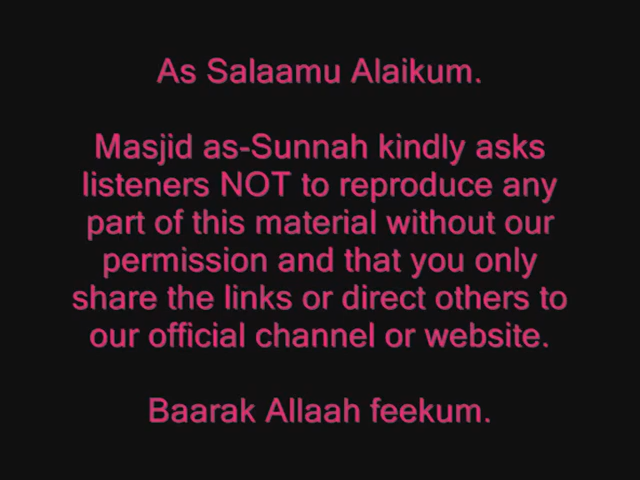 As Salaamu Alaikum.
Masjid as-Sunnah kindly asks
listeners NOT to reproduce any
part of this material without our
permission and that you only
share the links or direct others to
our official channel or website.
Baarak Allaah feekum.